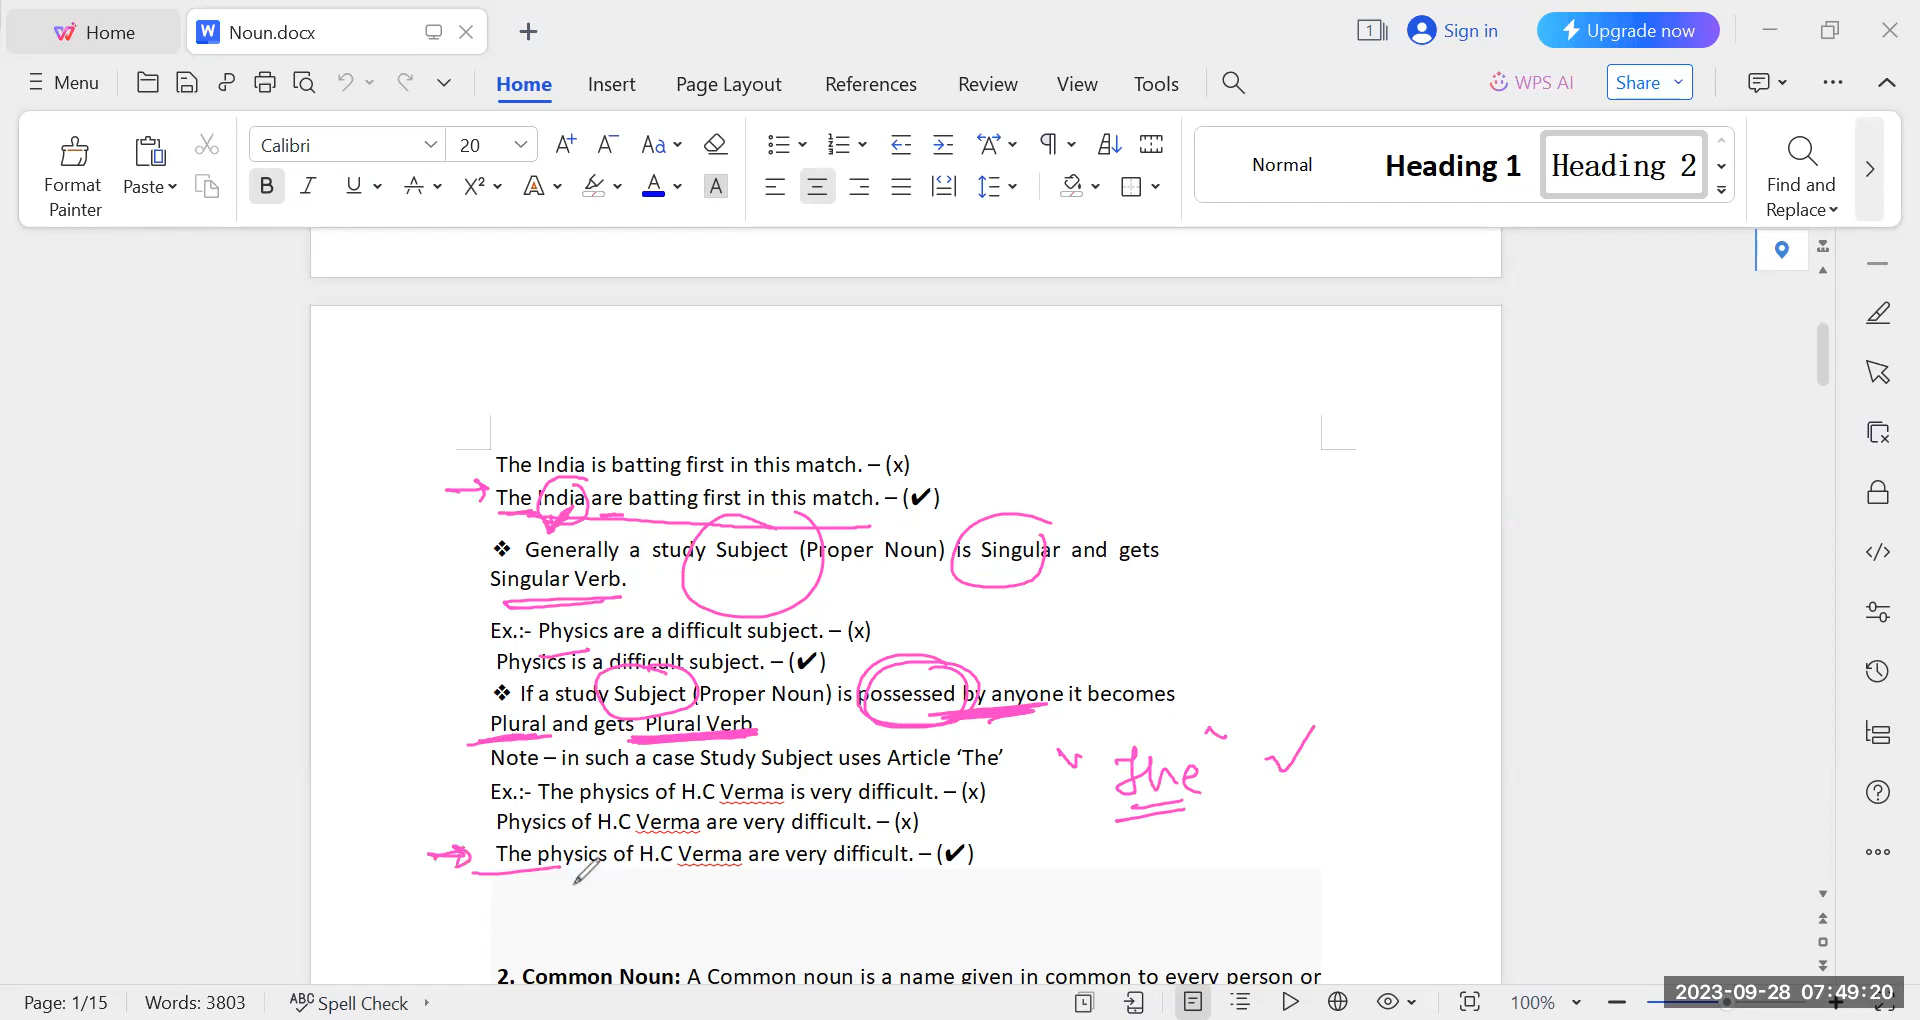 Home
Noun.docx
1
Sign in
Upgrade now
Menu
Home Insert Page Layout References Review View Tools
WPS AI
Share
Format Painter
Paste
Calibri
20
Normal
Heading 1
Heading 2
Find and Replace
The India is batting first in this match. – (x)
The India are batting first in this match. – (✔)
❖ Generally a study Subject (Proper Noun) is Singular and gets
Singular Verb.
Ex.:- Physics are a difficult subject. – (x)
Physics is a difficult subject. – (✔)
❖ If a study Subject (Proper Noun) is possessed by anyone it becomes
Plural and gets Plural Verb
Note – in such a case Study Subject uses Article ‘The’
The
Ex.:- The physics of H.C Verma is very difficult. – (x)
Physics of H.C Verma are very difficult. – (x)
The physics of H.C Verma are very difficult. – (✔)
2. Common Noun: A Common noun is a name given in common to every person or
Page: 1/15 Words: 3803 Spell Check
100%
2023-09-28 07:49:20